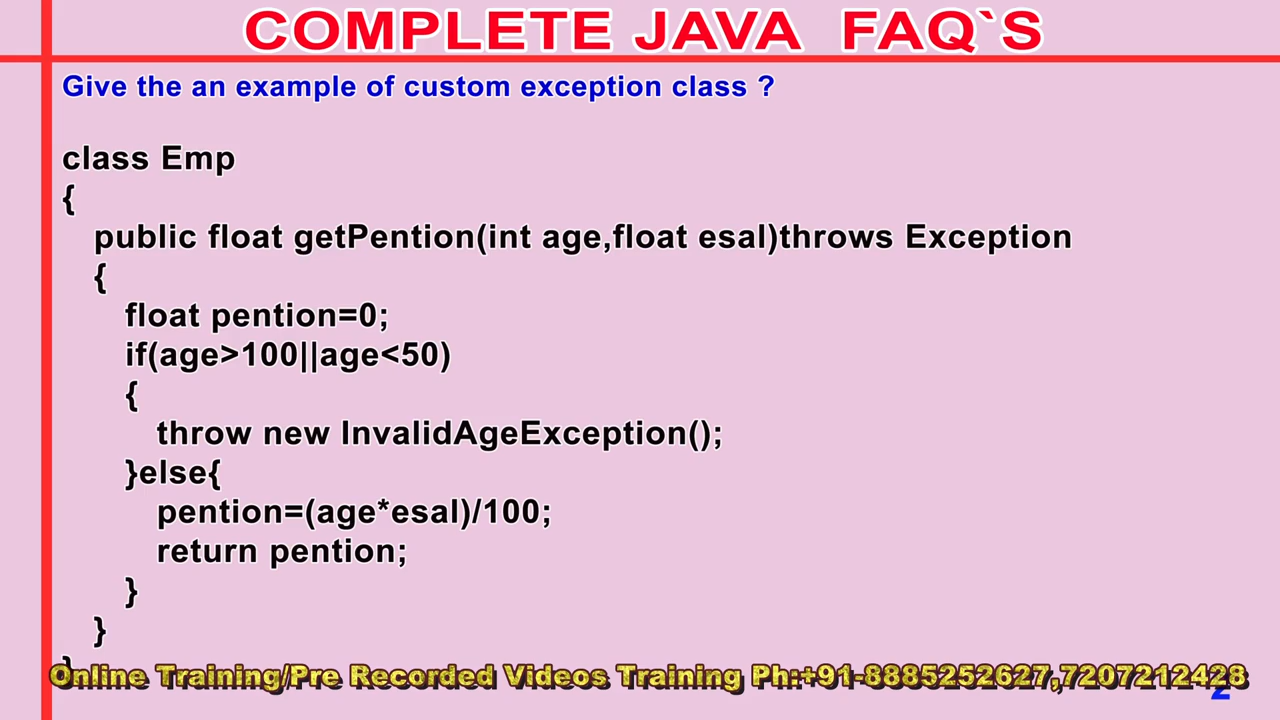 COMPLETE JAVA FAQ`S
Give the an example of custom exception class ?
class Emp
{
public float getPention(int age,float esal)throws Exception
{
float pention=0;
if(age>100||age<50)
{
throw new InvalidAgeException();
}else{
pention=(age*esal)/100;
return pention;
}
}
}
Online Training/Pre Recorded Videos Training Ph:+91-8885252627,7207212428
2